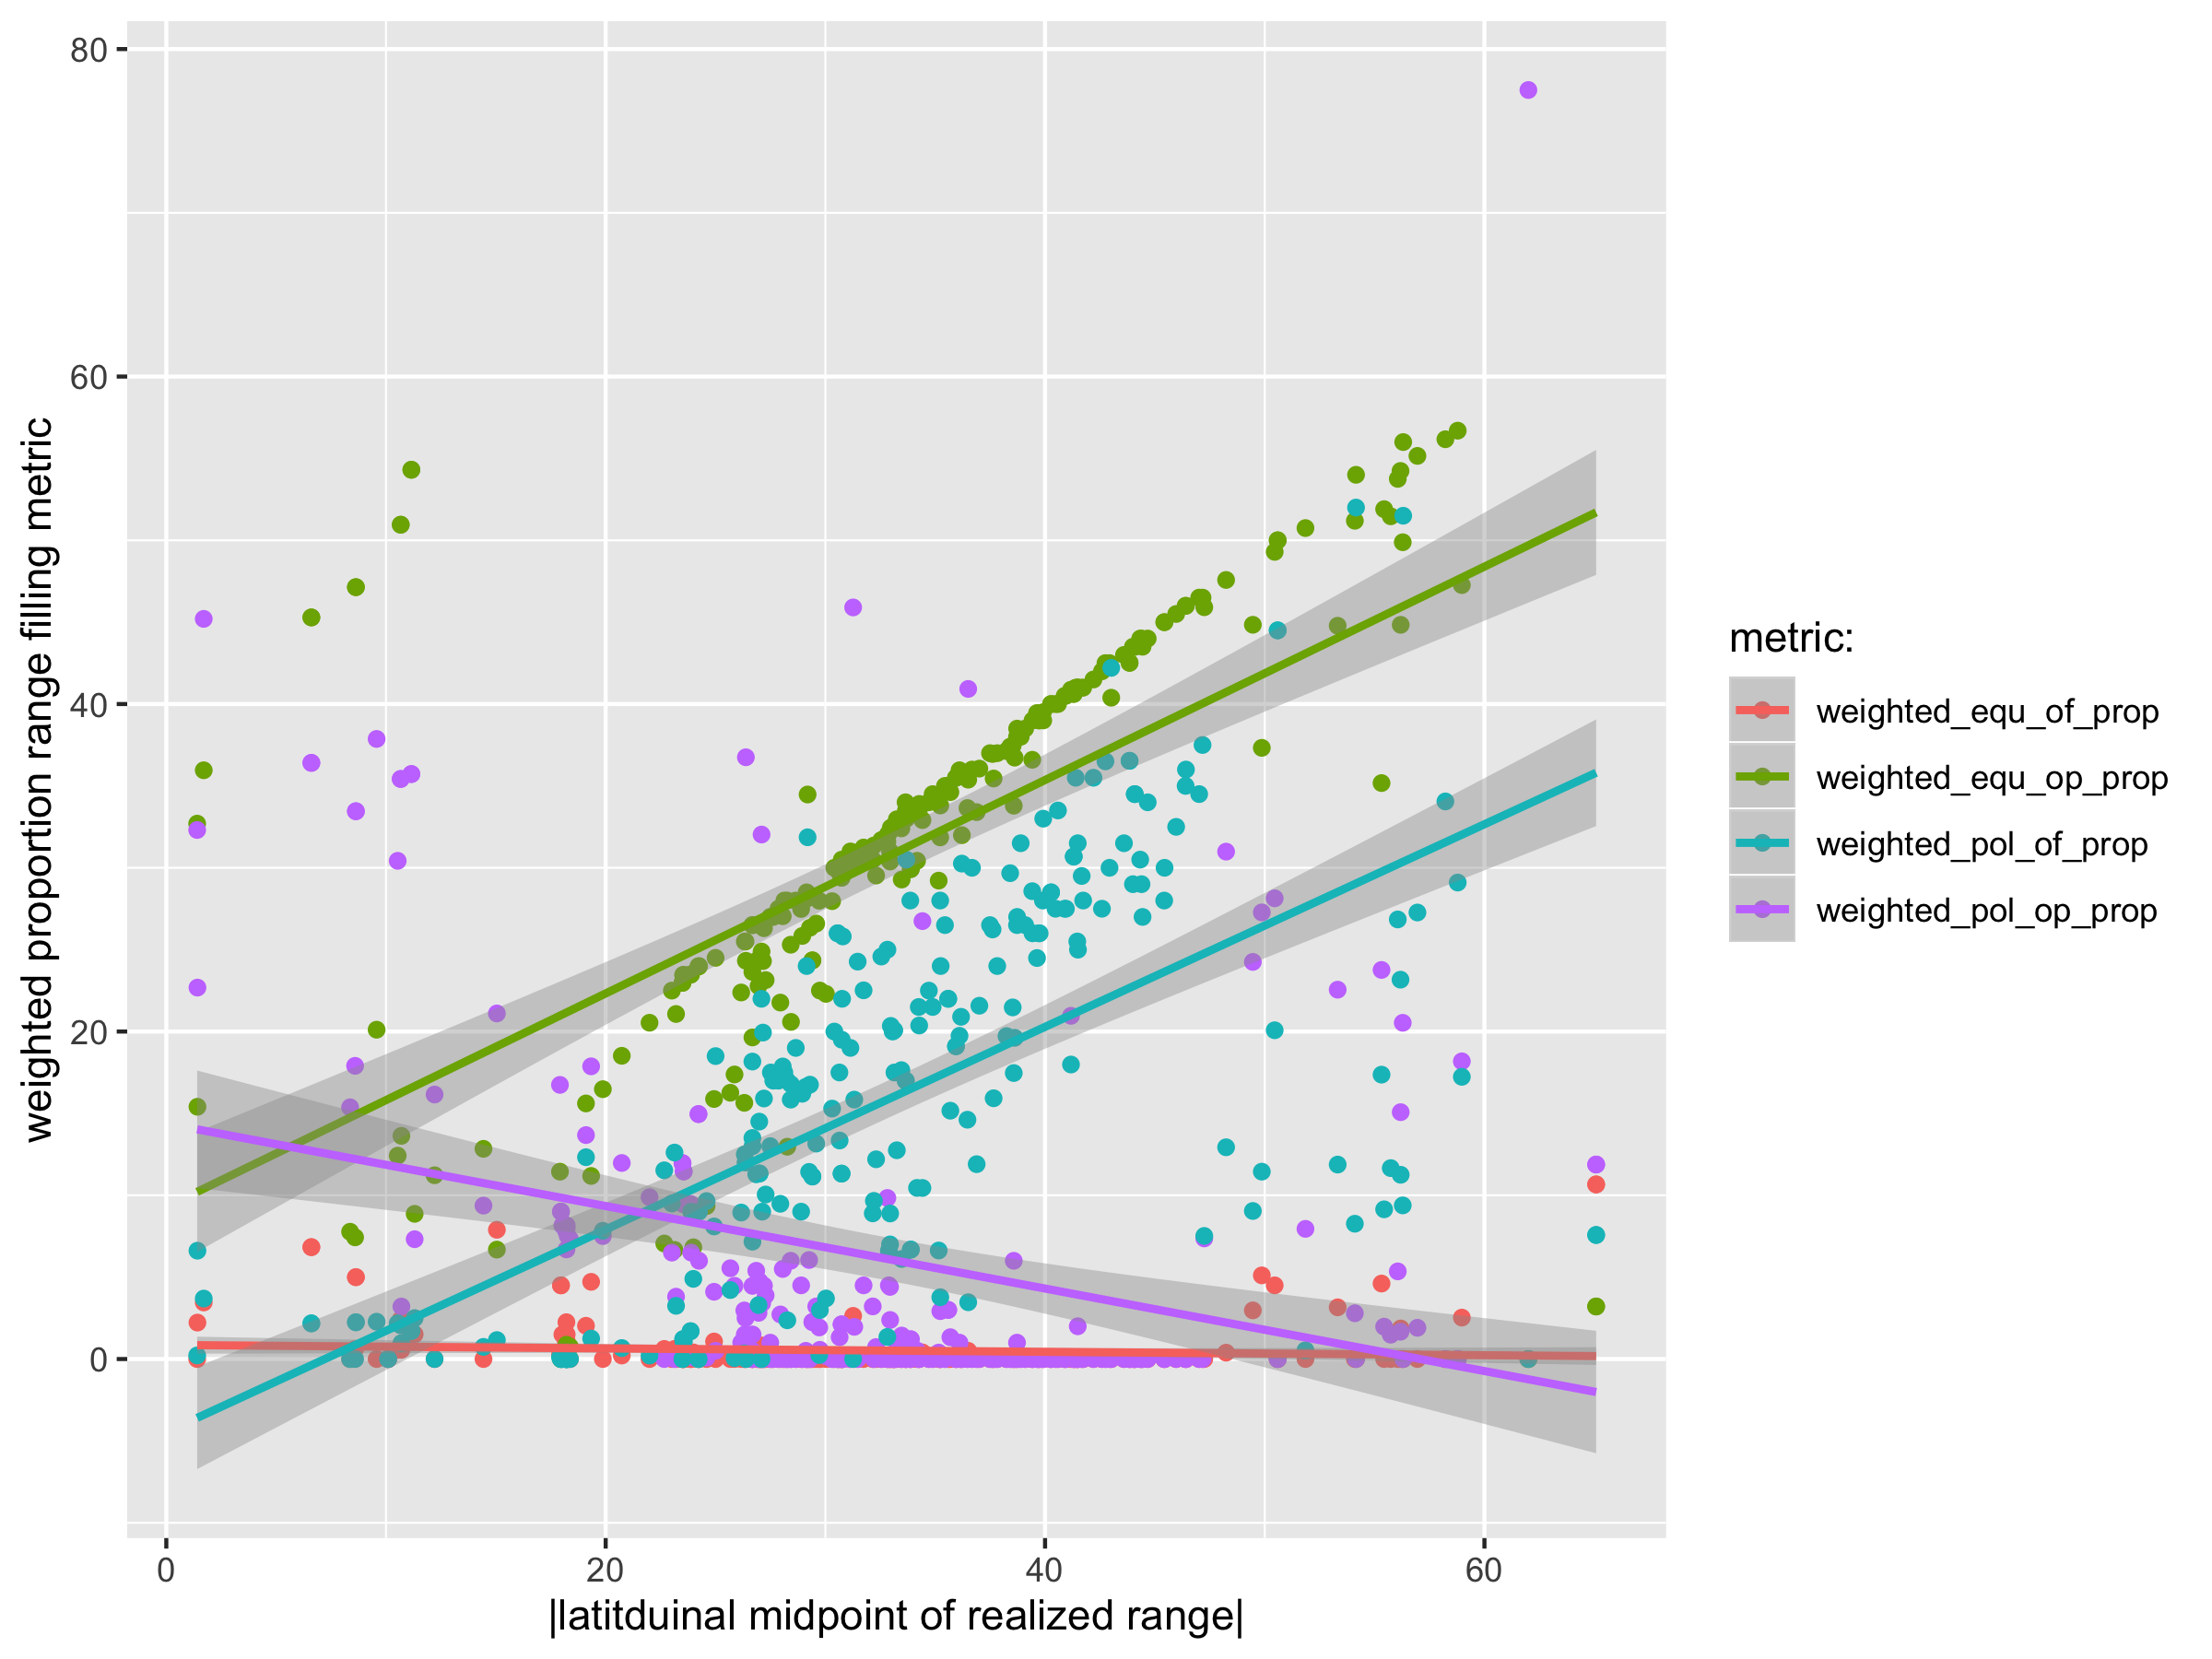 80
60
40
20
0
weighted proportion range filling metric
0 20 40 60
|latitduinal midpoint of realized range|
metric:
weighted_equ_of_prop
weighted_equ_op_prop
weighted_pol_of_prop
weighted_pol_op_prop